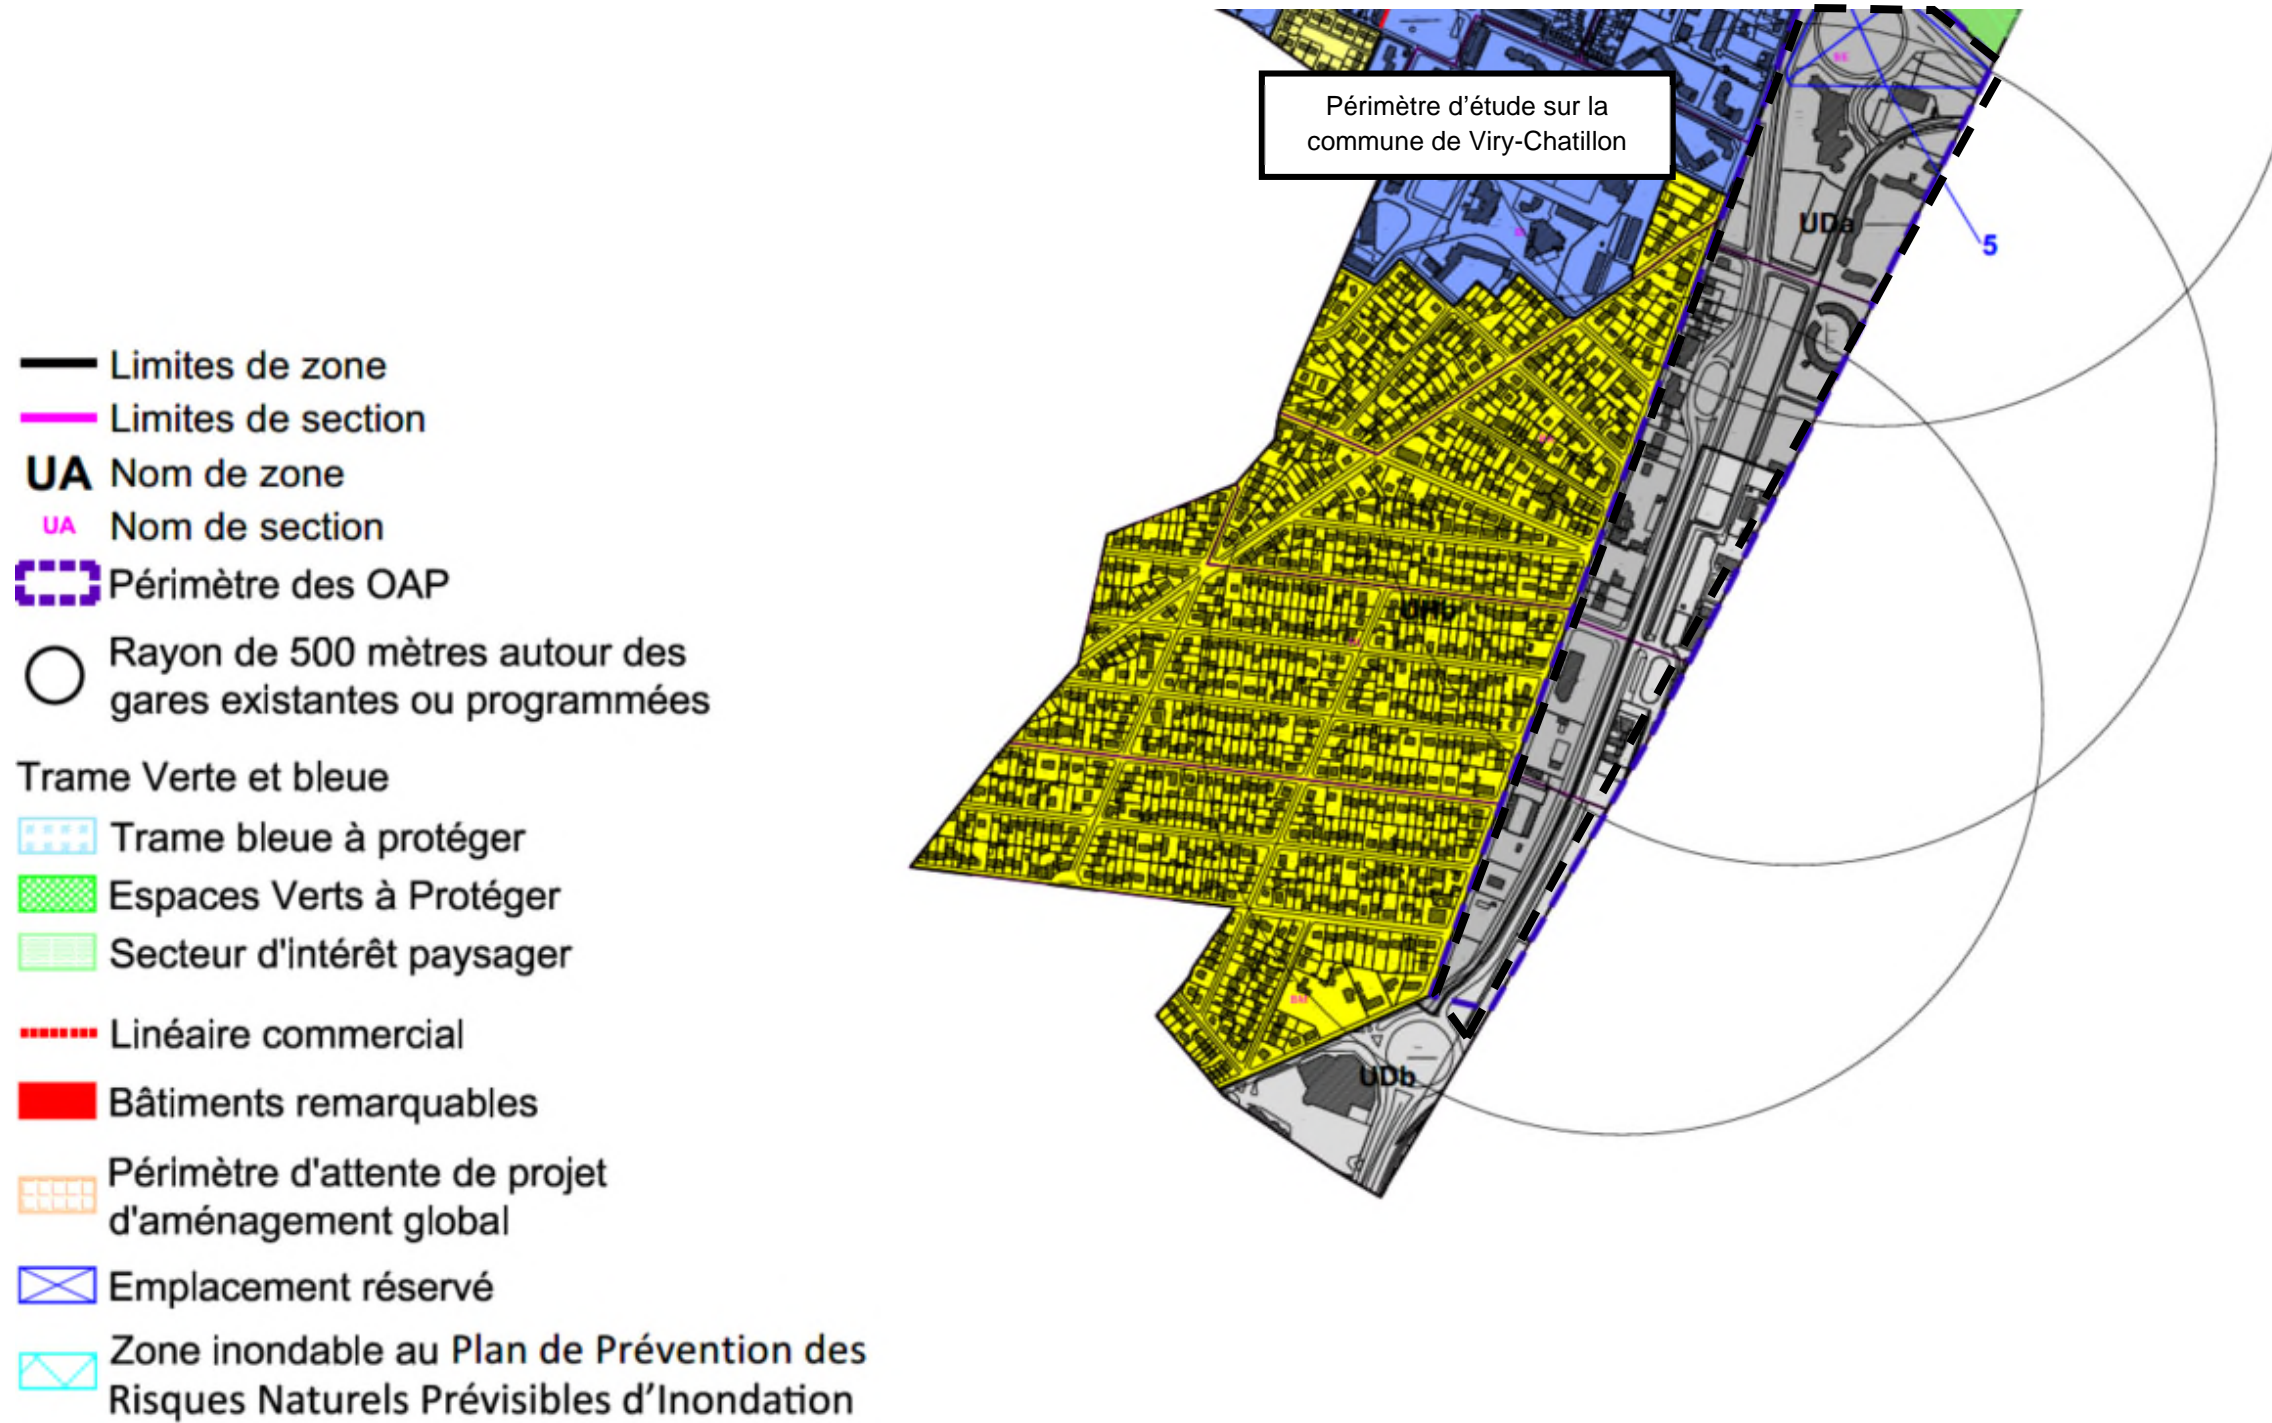 Périmètre d'étude sur la
commune de Viry-Chatillon
UDa
5
UDb
Limites de zone
Limites de section
UA Nom de zone
UA Nom de section
Périmètre des OAP
Rayon de 500 mètres autour des
gares existantes ou programmées
Trame Verte et bleue
Trame bleue à protéger
Espaces Verts à Protéger
Secteur d'intérêt paysager
Linéaire commercial
Bâtiments remarquables
Périmètre d'attente de projet
d'aménagement global
Emplacement réservé
Zone inondable au Plan de Prévention des
Risques Naturels Prévisibles d’Inondation